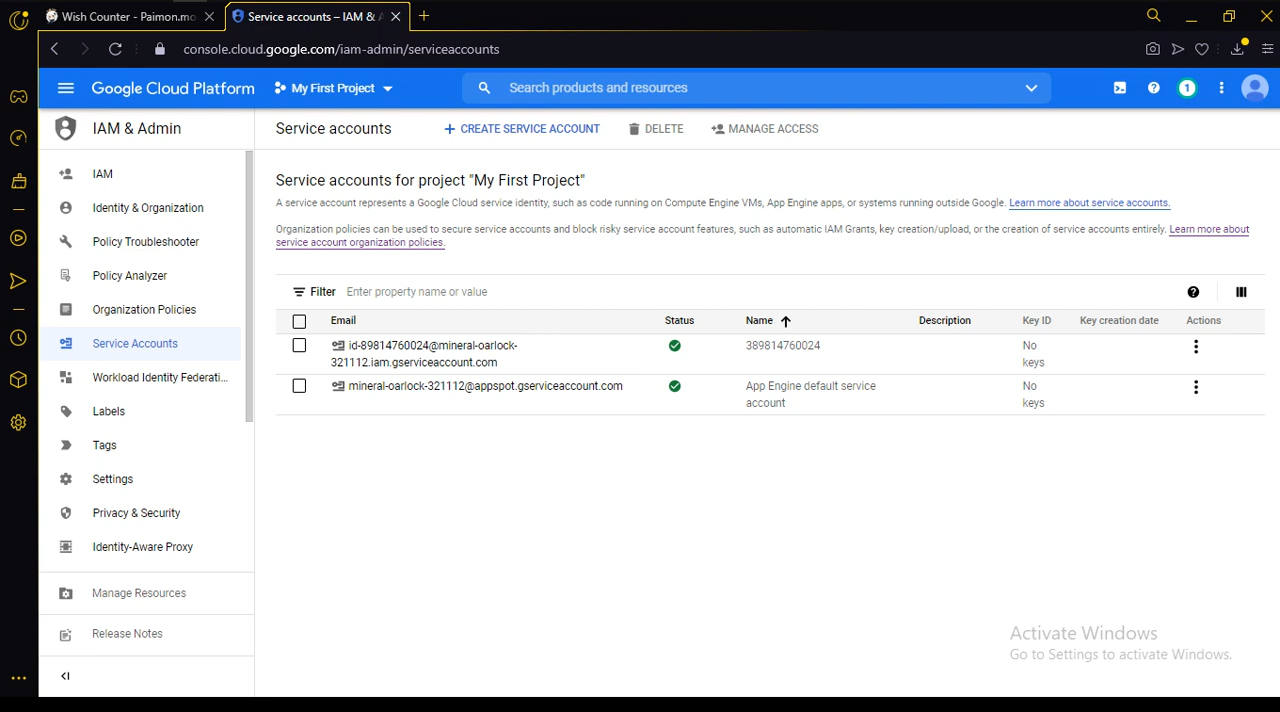 Wish Counter - Paimon.mo
Service accounts – IAM & A
console.cloud.google.com/iam-admin/serviceaccounts
Google Cloud Platform
My First Project
Search products and resources
1
IAM & Admin
Service accounts
CREATE SERVICE ACCOUNT
DELETE
MANAGE ACCESS
IAM
Identity & Organization
Policy Troubleshooter
Policy Analyzer
Organization Policies
Service Accounts
Workload Identity Federati...
Labels
Tags
Settings
Privacy & Security
Identity-Aware Proxy
Manage Resources
Release Notes
Service accounts for project "My First Project"
A service account represents a Google Cloud service identity, such as code running on Compute Engine VMs, App Engine apps, or systems running outside Google. Learn more about service accounts.
Organization policies can be used to secure service accounts and block risky service account features, such as automatic IAM Grants, key creation/upload, or the creation of service accounts entirely. Learn more about
service account organization policies.
Filter Enter property name or value
Email Status Name Description Key ID Key creation date Actions
id-89814760024@mineral-oarlock- 389814760024 No
321112.iam.gserviceaccount.com keys
mineral-oarlock-321112@appspot.gserviceaccount.com App Engine default service No
account keys
Activate Windows
Go to Settings to activate Windows.